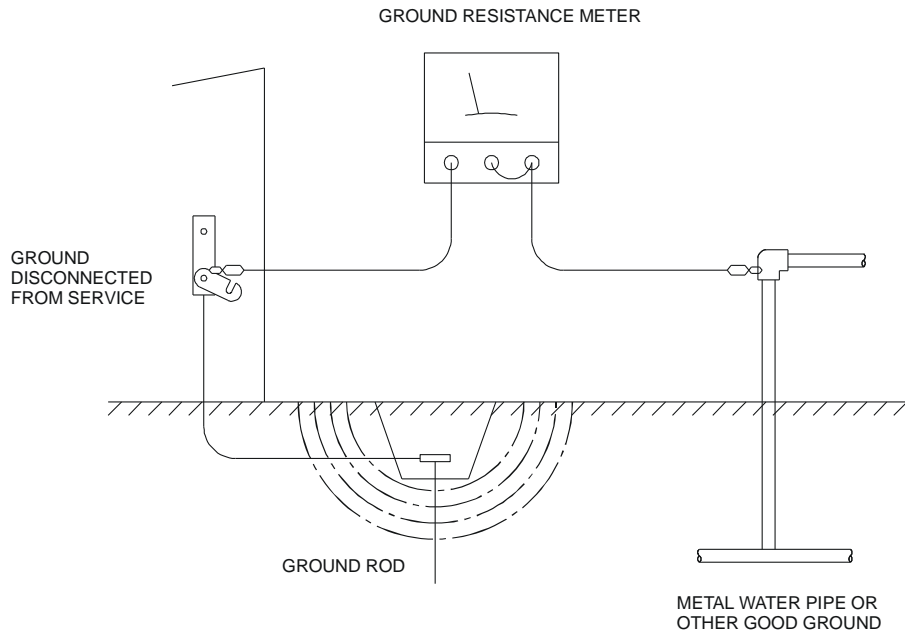 GROUND RESISTANCE METER
GROUND
DISCONNECTED
FROM SERVICE
GROUND ROD
METAL WATER PIPE OR
OTHER GOOD GROUND